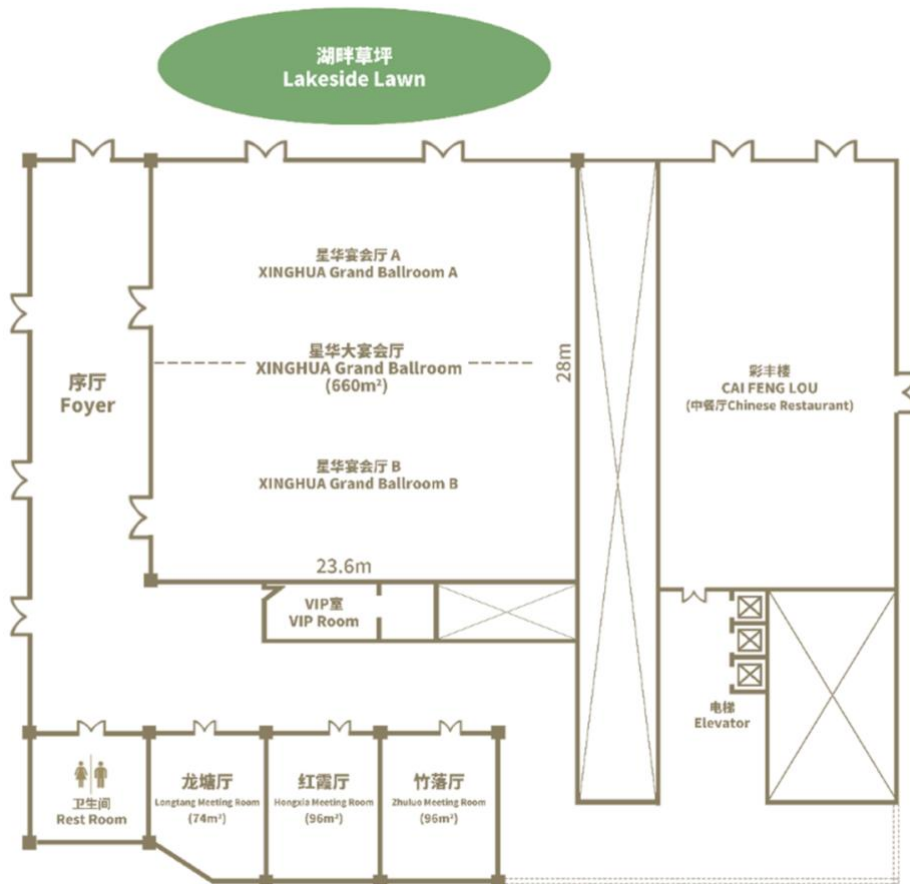 湖畔草坪
Lakeside Lawn
星华宴会厅 A
XINGHUA Grand Ballroom A
星华大宴会厅
XINGHUA Grand Ballroom
(660m²)
28m
序厅
Foyer
彩丰楼
CAI FENG LOU
(中餐厅Chinese Restaurant)
星华宴会厅 B
XINGHUA Grand Ballroom B
23.6m
VIP室
VIP Room
电梯
Elevator
卫生间
Rest Room
龙塘厅
Longtang Meeting Room
(74m²)
红霞厅
Hongxia Meeting Room
(96m²)
竹落厅
Zhuluo Meeting Room
(96m²)